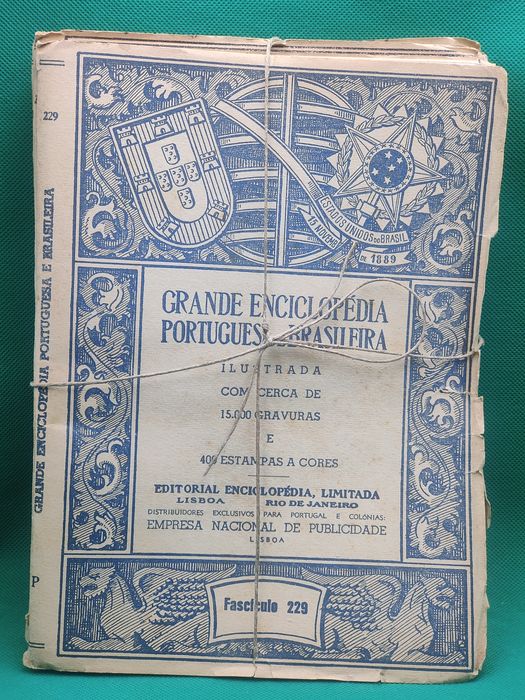 229
GRANDE ENCICLOPÉDIA PORTUGUESA E BRASILEIRA
P
ESTADOS UNIDOS DO BRASIL
15 NOVEMBRO
DE 1889
GRANDE ENCICLOPÉDIA
PORTUGUESA E BRASILEIRA
ILUSTRADA
COM CERCA DE
15.000 GRAVURAS
E
400 ESTAMPAS A CORES
EDITORIAL ENCICLOPÉDIA, LIMITADA
LISBOA RIO DE JANEIRO
DISTRIBUIDORES EXCLUSIVOS PARA PORTUGAL E COLÓNIAS:
EMPRESA NACIONAL DE PUBLICIDADE
LISBOA
Fascículo 229